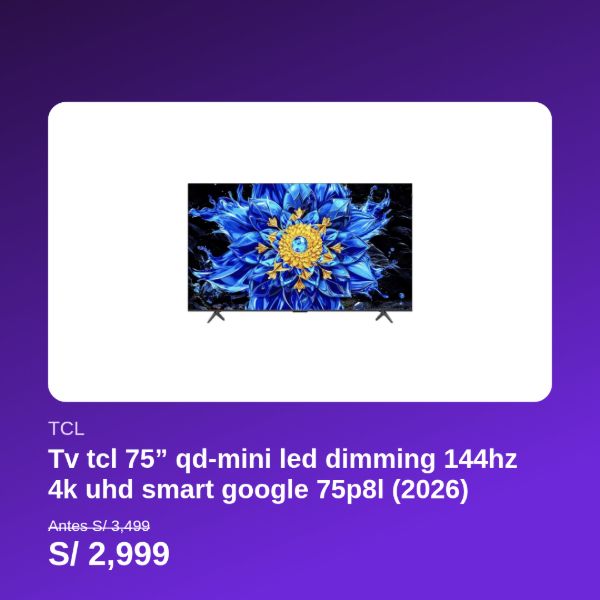 TCL
Tv tcl 75” qd-mini led dimming 144hz
4k uhd smart google 75p8l (2026)
Antes S/ 3,499
S/ 2,999